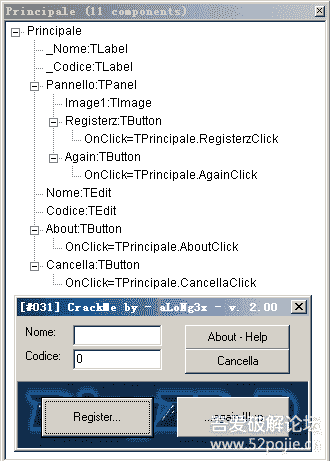 Principale (11 components)
Principale
_Nome:TLabel
_Codice:TLabel
Pannello:TPanel
Image1:TImage
Registerz:TButton
OnClick=TPrincipale.RegisterzClick
Again:TButton
OnClick=TPrincipale.AgainClick
Nome:TEdit
Codice:TEdit
About:TButton
OnClick=TPrincipale.AboutClick
Cancella:TButton
OnClick=TPrincipale.CancellaClick
[#031] CrackMe by - aLoNg3x - v. 2.00
Nome:
About - Help
Codice:
0
Cancella
Register...
吾爱破解论坛
www.52pojie.cn